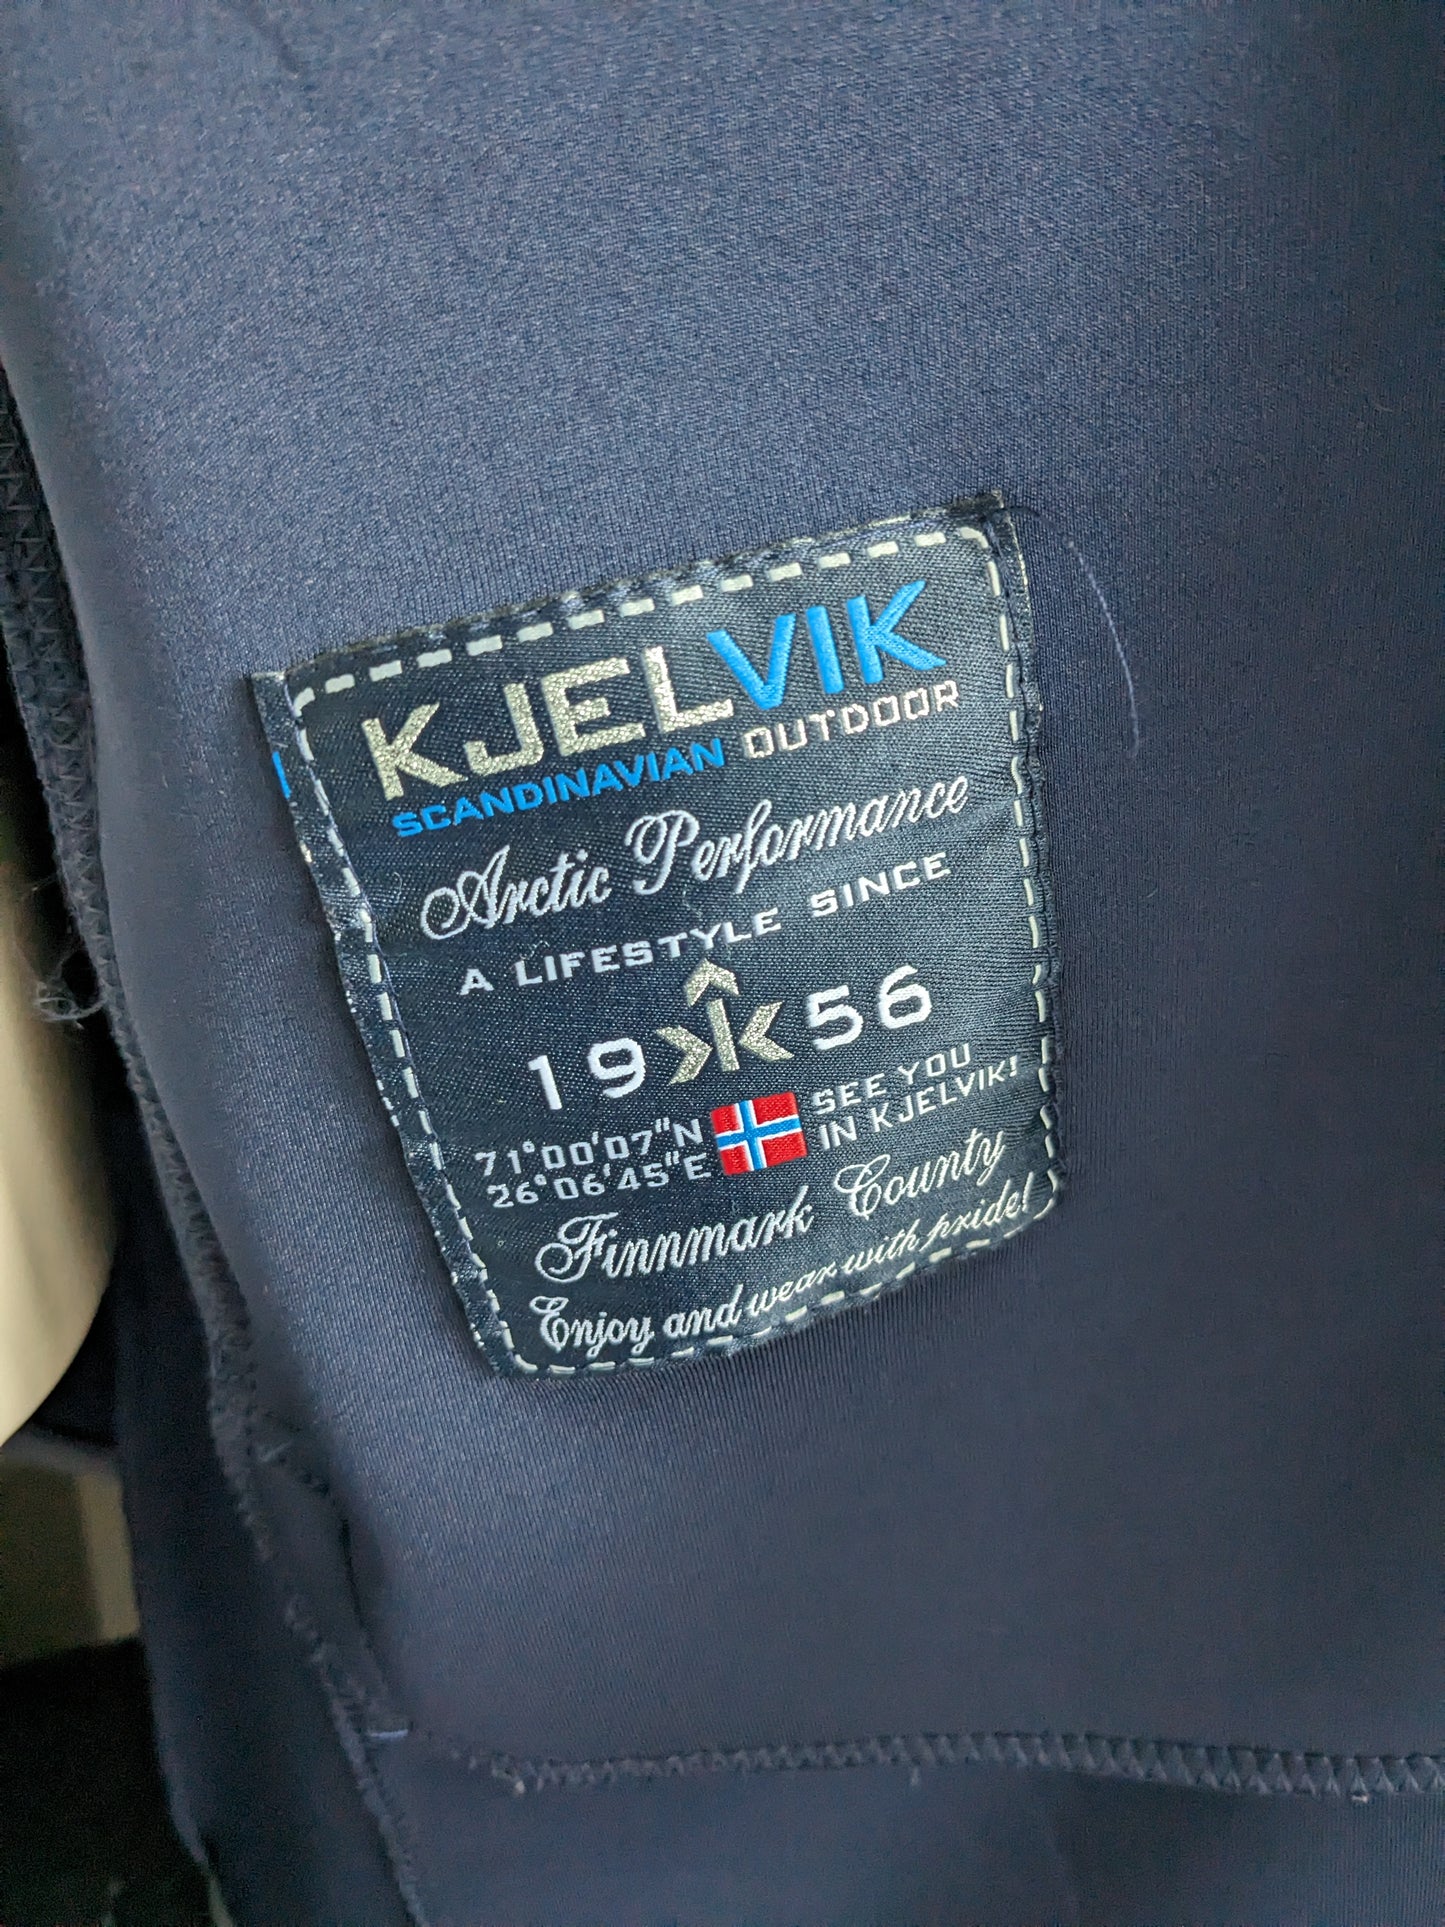 KJELVIK
SCANDINAVIAN OUTDOOR
Arctic Performance
A LIFESTYLE SINCE
19 56
71°00'07"N
26°06'45"E
SEE YOU
IN KJELVIK!
Finnmark County
Enjoy and wear with pride!